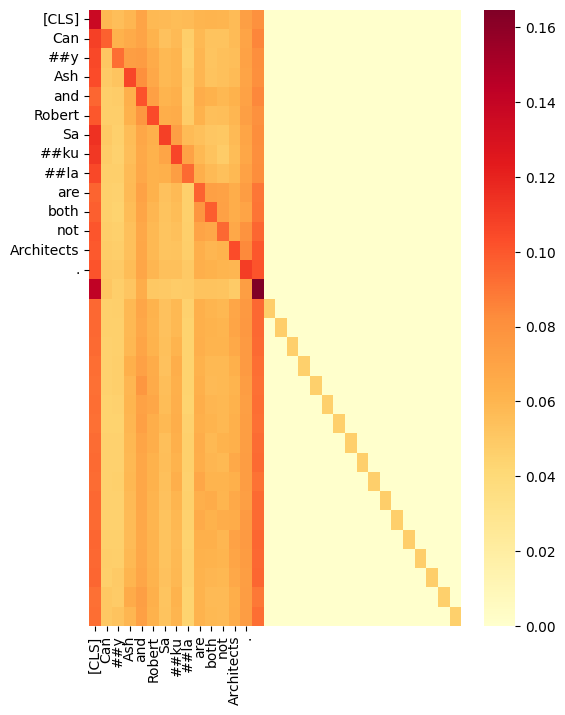 [CLS]
Can
##y
Ash
and
Robert
Sa
##ku
##la
are
both
not
Architects
.
0.16
0.14
0.12
0.10
0.08
0.06
0.04
0.02
0.00
[CLS]
Can
##y
Ash
and
Robert
Sa
##ku
##la
are
both
not
Architects
.